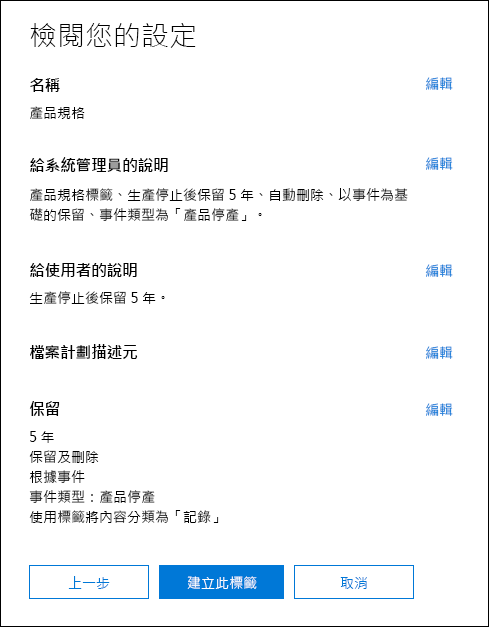 檢閱您的設定
名稱
編輯
產品規格
給系統管理員的說明
編輯
產品規格標籤、生產停止後保留 5 年、自動刪除、以事件為基
礎的保留、事件類型為「產品停產」。
給使用者的說明
編輯
生產停止後保留 5 年。
檔案計劃描述元
編輯
保留
編輯
5 年
保留及刪除
根據事件
事件類型：產品停產
使用標籤將內容分類為「記錄」
上一步
建立此標籤
取消